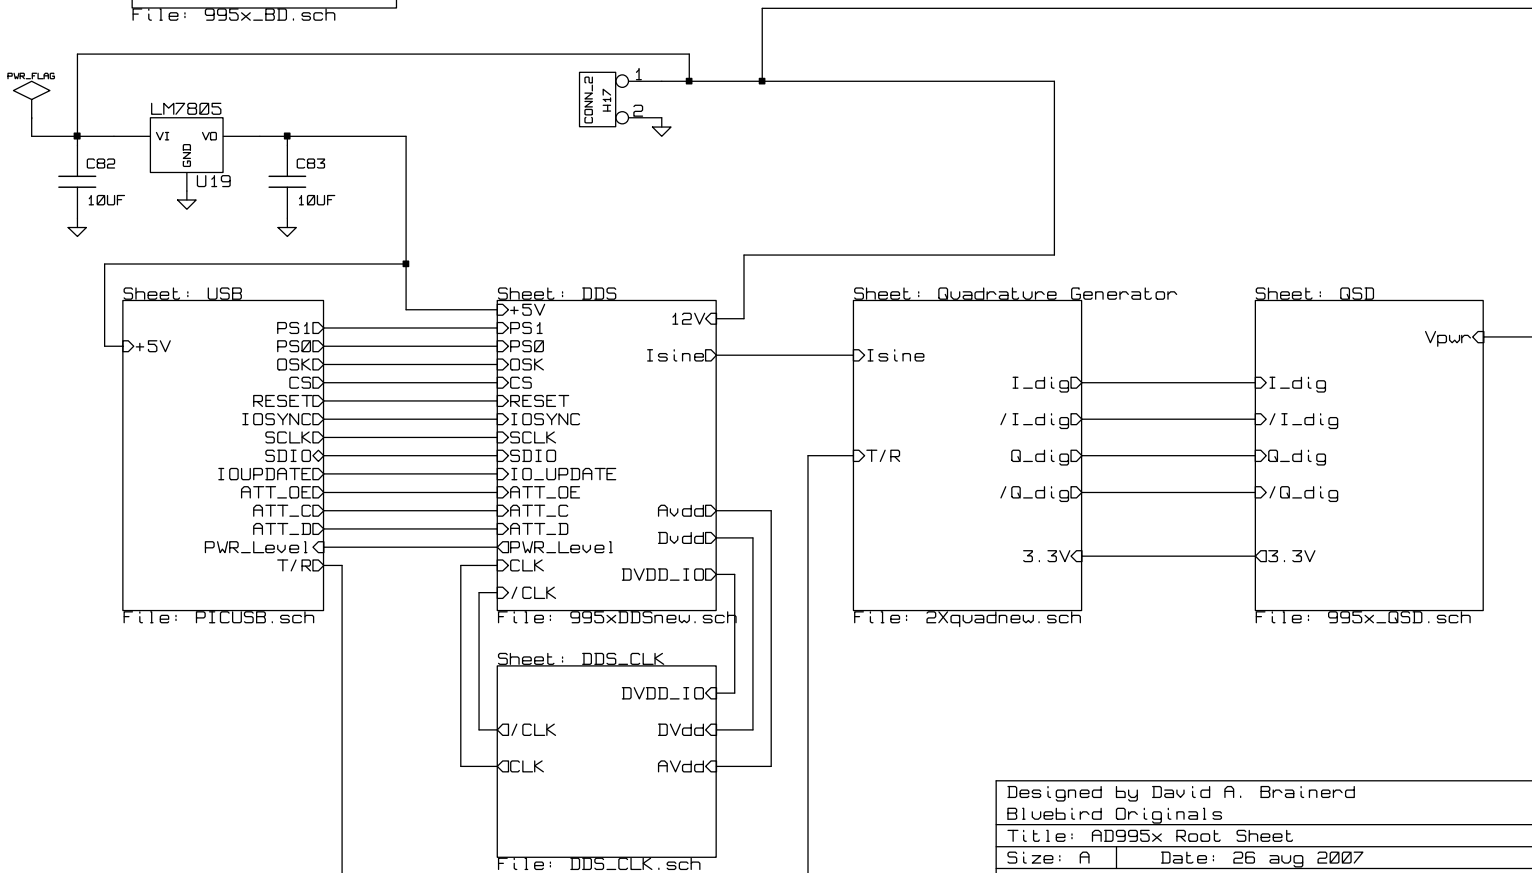 File: 995x_BD.sch
PWR_FLAG
LM7805
VI VO
GND
U19
C82
10UF
C83
10UF
CONN_2
H17
1
2
Sheet: USB
+5V
PS1
PS0
OSK
CS
RESET
IOSYNC
SCLK
SDIO
IOUPDATE
ATT_OE
ATT_C
ATT_D
PWR_Level
T/R
File: PICUSB.sch
Sheet: DDS
+5V
PS1
PS0
OSK
CS
RESET
IOSYNC
SCLK
SDIO
IO_UPDATE
ATT_OE
ATT_C
ATT_D
PWR_Level
CLK
/CLK
12V
Isine
Avdd
Dvdd
DVDD_IO
File: 995xDDSnew.sch
Sheet: DDS_CLK
DVDD_IO
/CLK DVdd
CLK AVdd
File: DDS_CLK.sch
Sheet: Quadrature Generator
Isine
T/R
I_dig
/I_dig
Q_dig
/Q_dig
3.3V
File: 2Xquadnew.sch
Sheet: QSD
Vpwr
I_dig
/I_dig
Q_dig
/Q_dig
3.3V
File: 995x_QSD.sch
Designed by David A. Brainerd
Bluebird Originals
Title: AD995x Root Sheet
Size: A Date: 26 aug 2007